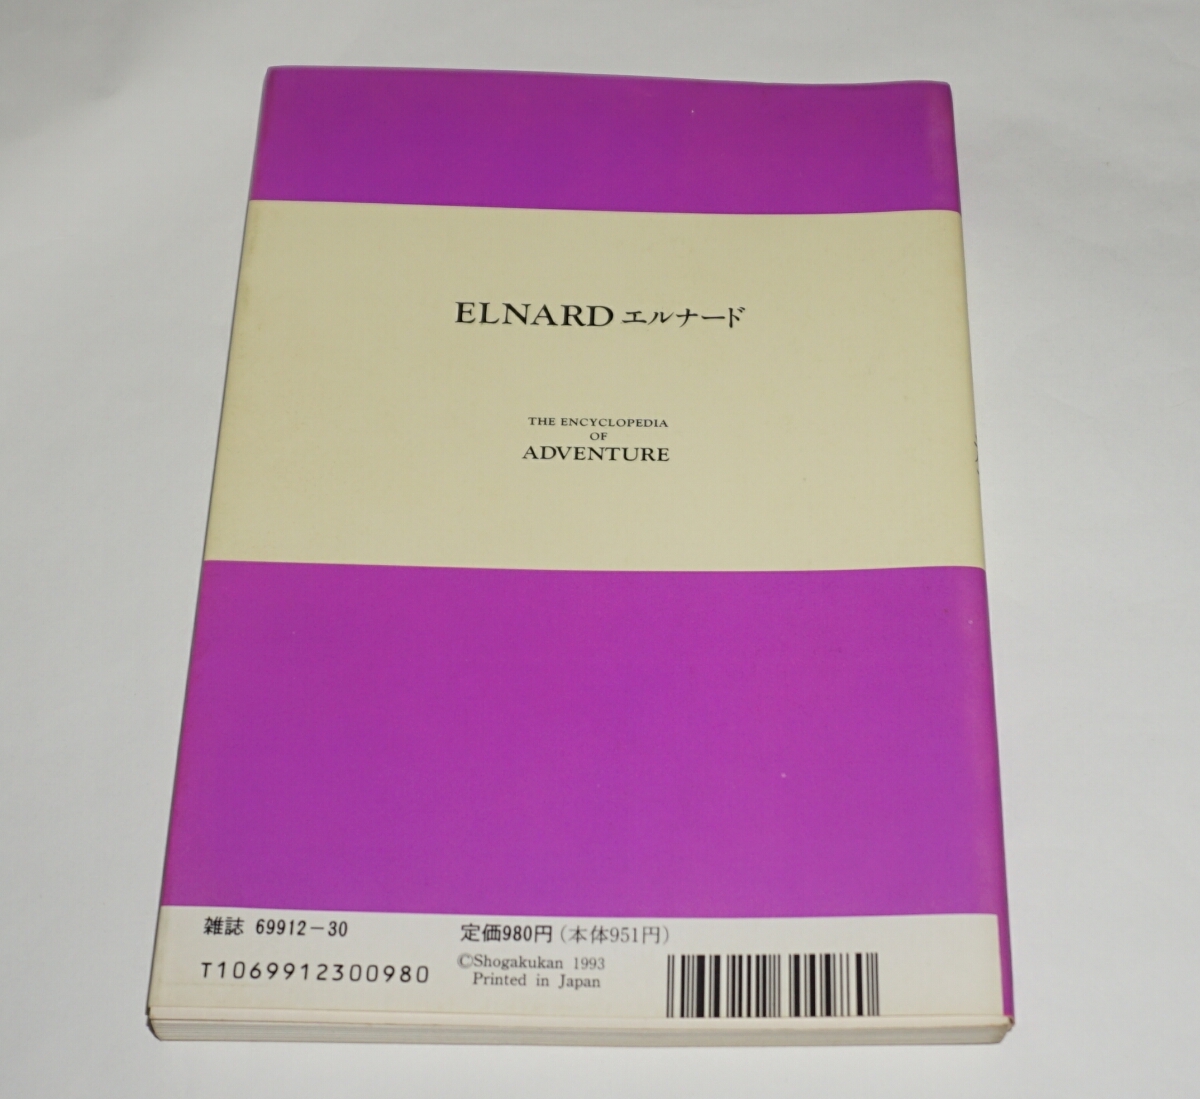 ELNARD エルナード
THE ENCYCLOPEDIA
OF
ADVENTURE
雑誌 69912-30
T1069912300980
定価980円(本体951円)
©Shogakukan 1993
Printed in Japan